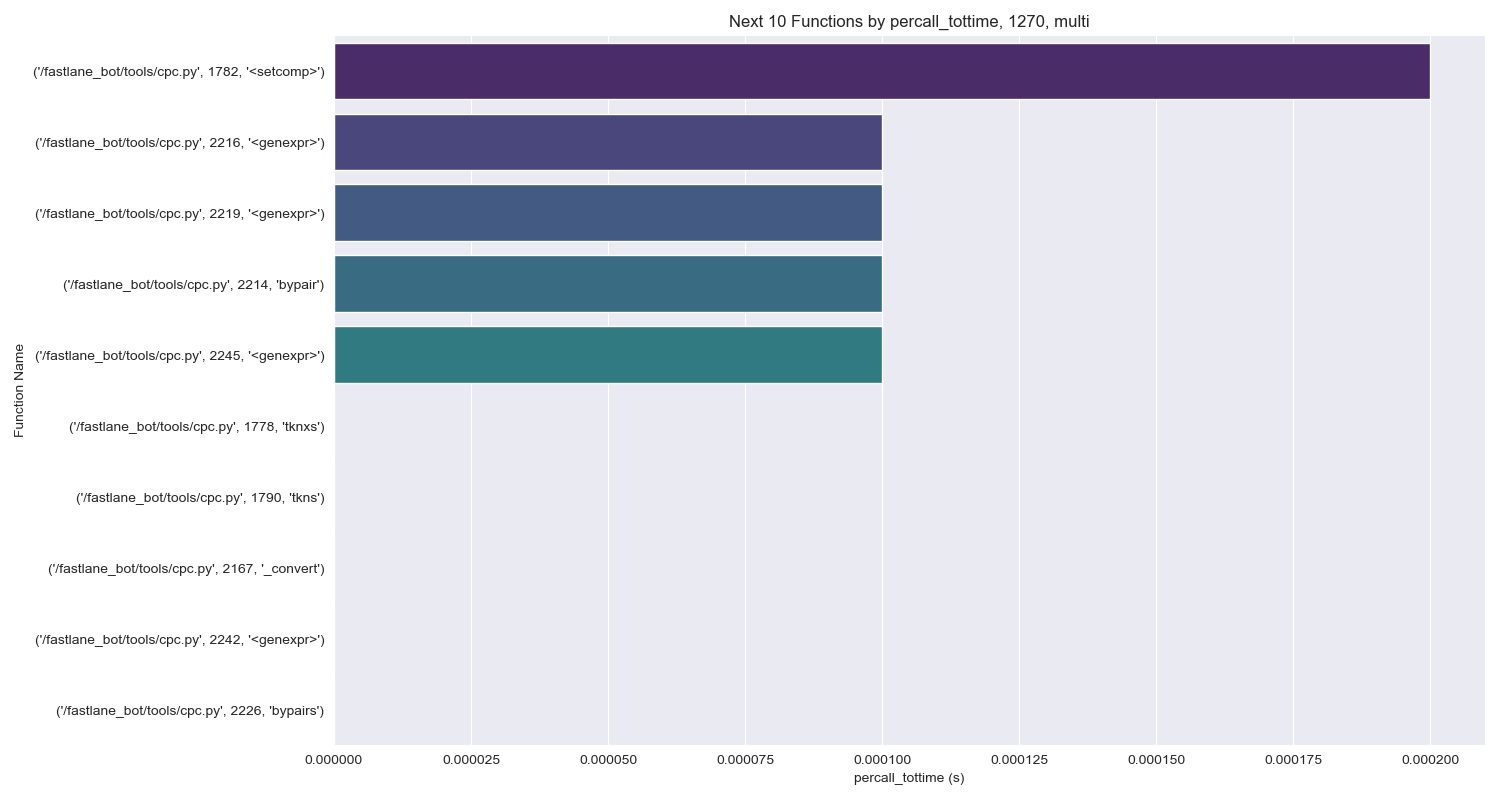 Next 10 Functions by percall_tottime, 1270, multi
Function Name
('/fastlane_bot/tools/cpc.py', 1782, '<setcomp>')
('/fastlane_bot/tools/cpc.py', 2216, '<genexpr>')
('/fastlane_bot/tools/cpc.py', 2219, '<genexpr>')
('/fastlane_bot/tools/cpc.py', 2214, 'bypair')
('/fastlane_bot/tools/cpc.py', 2245, '<genexpr>')
('/fastlane_bot/tools/cpc.py', 1778, 'tknxs')
('/fastlane_bot/tools/cpc.py', 1790, 'tkns')
('/fastlane_bot/tools/cpc.py', 2167, '_convert')
('/fastlane_bot/tools/cpc.py', 2242, '<genexpr>')
('/fastlane_bot/tools/cpc.py', 2226, 'bypairs')
0.000000 0.000025 0.000050 0.000075 0.000100 0.000125 0.000150 0.000175 0.000200
percall_tottime (s)